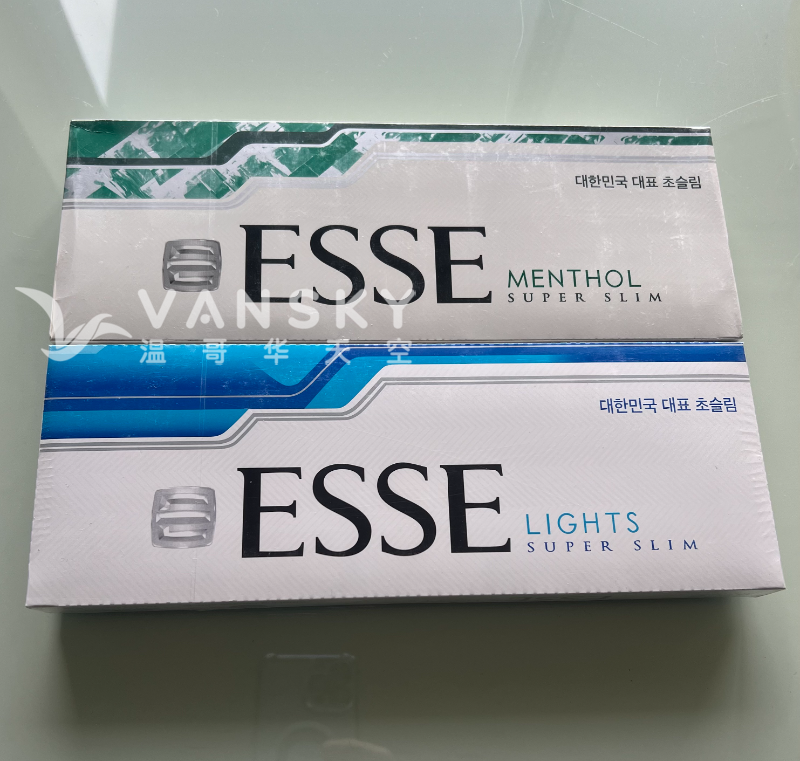 대한민국 대표 초슬림
ESSE
MENTHOL
SUPER SLIM
VANSKY
温哥华天空
대한민국 대표 초슬림
ESSE
LIGHTS
SUPER SLIM